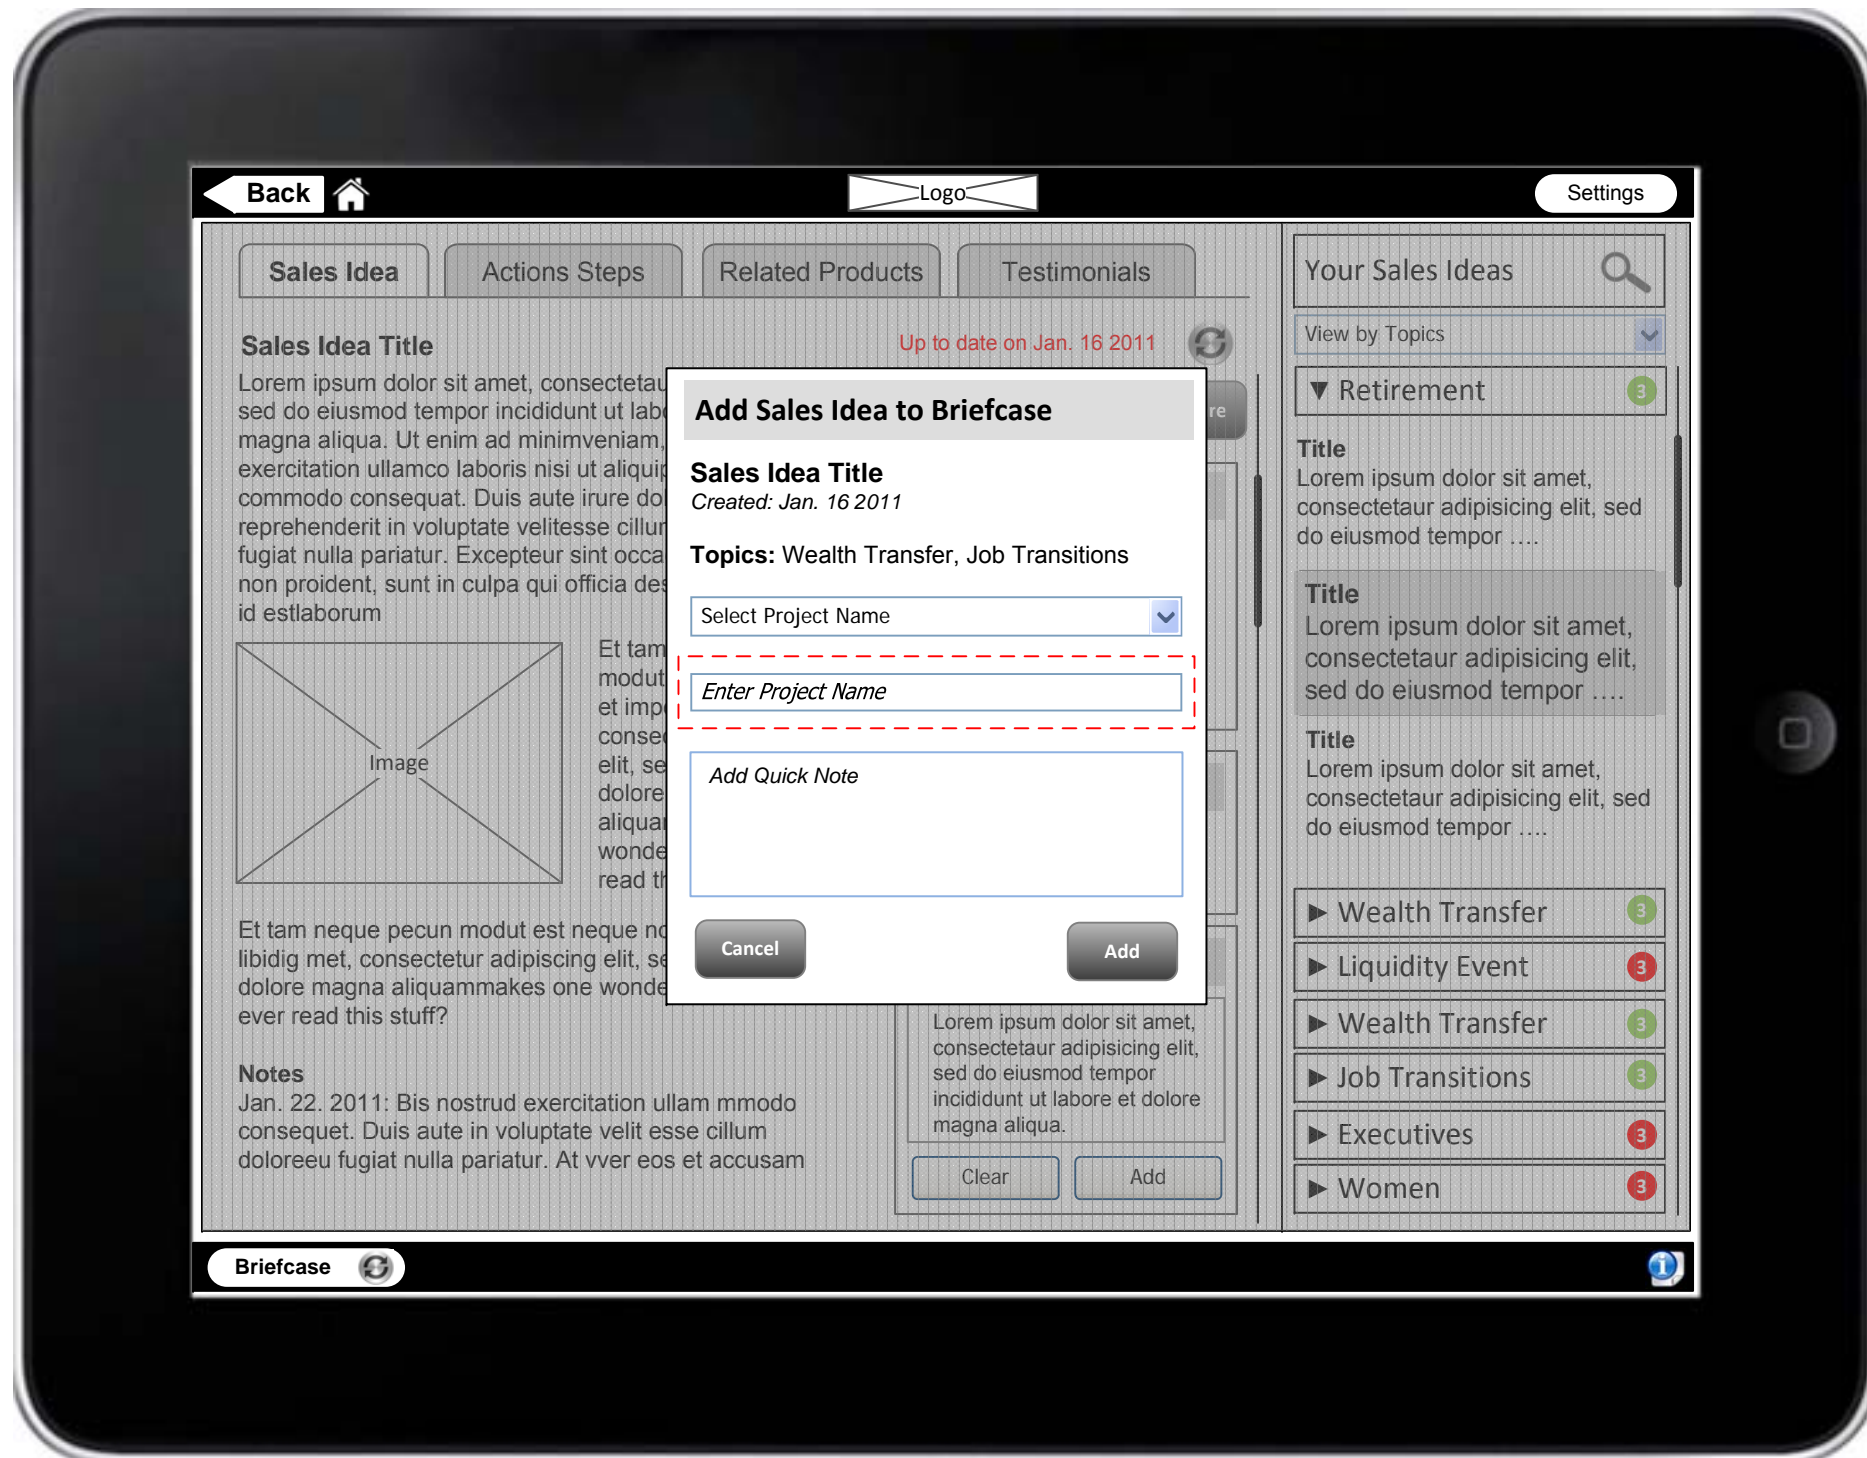 Back
Logo
Settings
Sales Idea
Actions Steps
Related Products
Testimonials
Sales Idea Title
Up to date on Jan. 16 2011
Lorem ipsum dolor sit amet, consectetau
sed do eiusmod tempor incididunt ut lab
magna aliqua. Ut enim ad minimveniam,
exercitation ullamco laboris nisi ut aliquip
commodo consequat. Duis aute irure dol
reprehenderit in voluptate velitesse cillur
fugiat nulla pariatur. Excepteur sint occa
non proident, sunt in culpa qui officia des
id estlaborum
Image
Et tam
modut
et imp
consec
elit, se
dolore
aliquar
wonde
read th
Et tam neque pecun modut est neque no
libidig met, consectetur adipiscing elit, se
dolore magna aliquammakes one wonde
ever read this stuff?
Notes
Jan. 22. 2011: Bis nostrud exercitation ullam mmodo
consequet. Duis aute in voluptate velit esse cillum
doloreeu fugiat nulla pariatur. At vver eos et accusam
re
Add Sales Idea to Briefcase
Sales Idea Title
Created: Jan. 16 2011
Topics: Wealth Transfer, Job Transitions
Select Project Name
Enter Project Name
Add Quick Note
Cancel
Add
Lorem ipsum dolor sit amet,
consectetaur adipisicing elit,
sed do eiusmod tempor
incididunt ut labore et dolore
magna aliqua.
Clear
Add
Your Sales Ideas
View by Topics
▼ Retirement 3
Title
Lorem ipsum dolor sit amet,
consectetaur adipisicing elit, sed
do eiusmod tempor ....
Title
Lorem ipsum dolor sit amet,
consectetaur adipisicing elit,
sed do eiusmod tempor ....
Title
Lorem ipsum dolor sit amet,
consectetaur adipisicing elit, sed
do eiusmod tempor ....
► Wealth Transfer 3
► Liquidity Event 3
► Wealth Transfer 3
► Job Transitions 3
► Executives 3
► Women 3
Briefcase
i